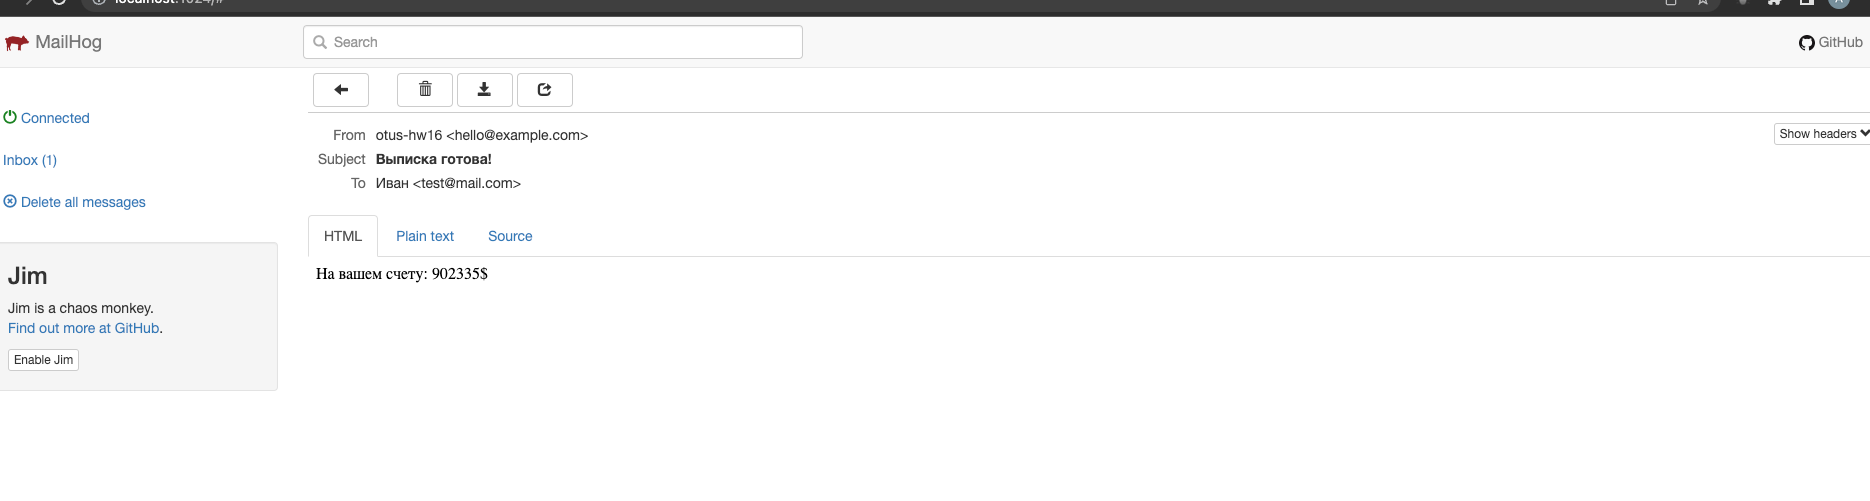 MailHog
Search
GitHub
Connected
Inbox (1)
Delete all messages
Jim
Jim is a chaos monkey.
Find out more at GitHub.
Enable Jim
From otus-hw16 <hello@example.com>
Show headers
Subject Выписка готова!
To Иван <test@mail.com>
HTML Plain text Source
На вашем счету: 902335$